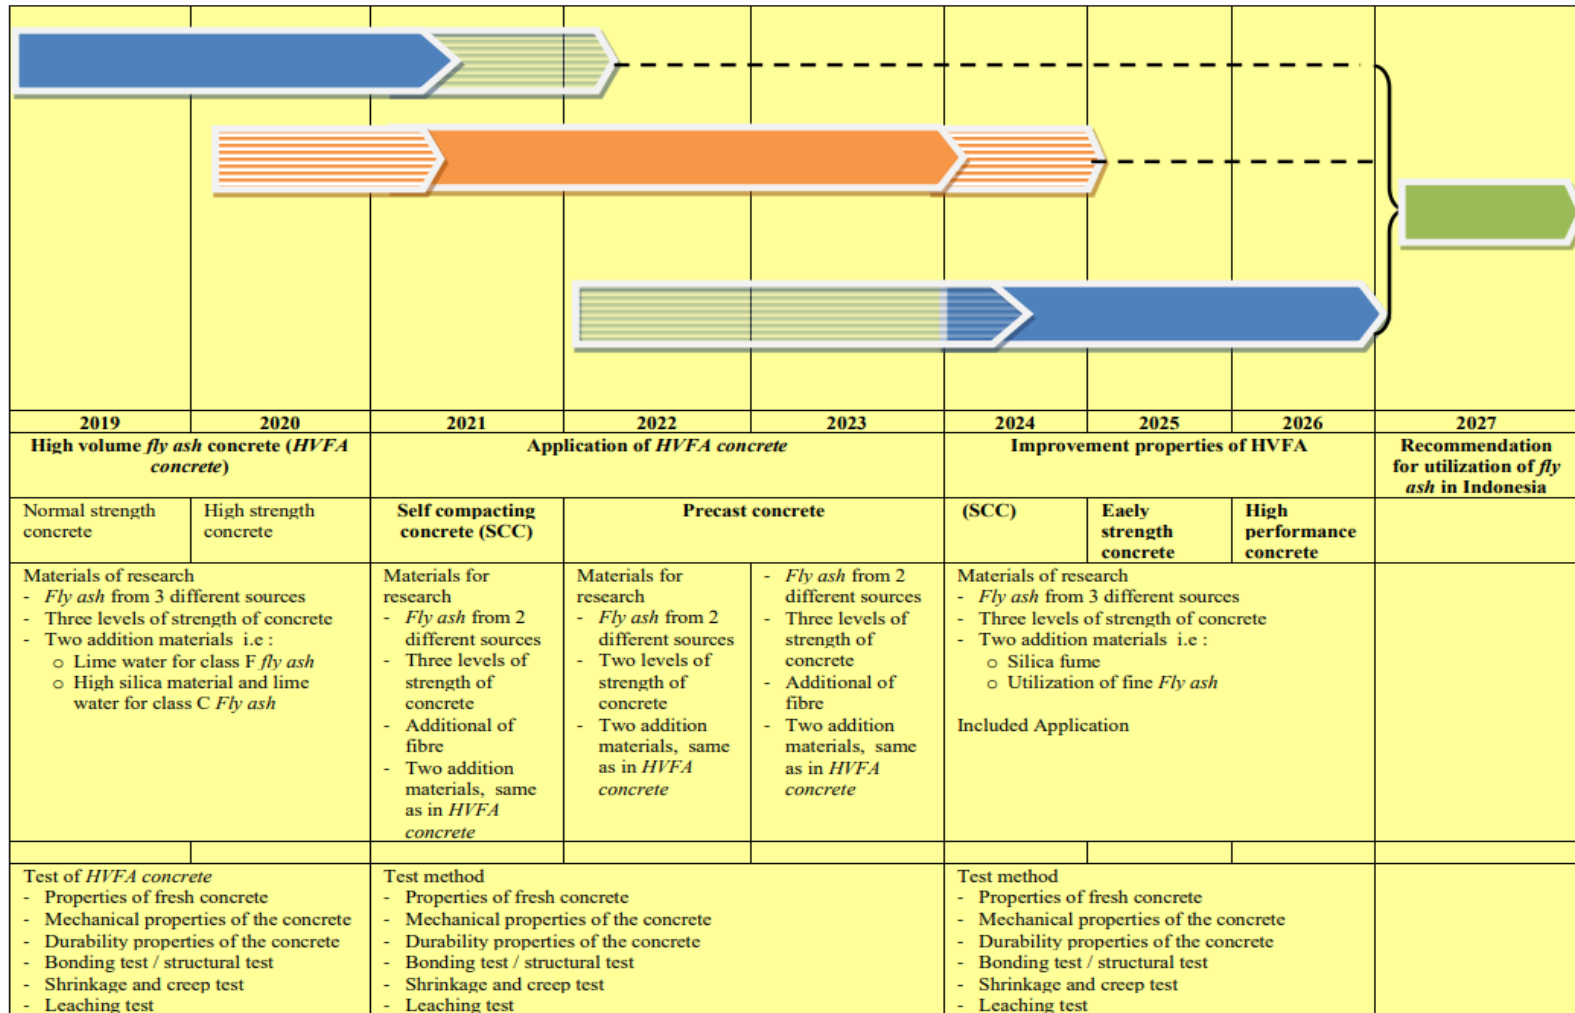 2019
2020
2021
2022
2023
2024
2025
2026
2027
High volume fly ash concrete (HVFA
concrete)
Application of HVFA concrete
Improvement properties of HVFA
Recommendation
for utilization of fly
ash in Indonesia
Normal strength
concrete
High strength
concrete
Self compacting
concrete (SCC)
Precast concrete
(SCC)
Eaely
strength
concrete
High
performance
concrete
Materials of research
- Fly ash from 3 different sources
- Three levels of strength of concrete
- Two addition materials i.e :
o Lime water for class F fly ash
o High silica material and lime
water for class C Fly ash
Materials for
research
- Fly ash from 2
different sources
- Three levels of
strength of
concrete
- Additional of
fibre
- Two addition
materials, same
as in HVFA
concrete
Materials for
research
- Fly ash from 2
different sources
- Two levels of
strength of
concrete
- Two addition
materials, same
as in HVFA
concrete
- Fly ash from 2
different sources
- Three levels of
strength of
concrete
- Additional of
fibre
- Two addition
materials, same
as in HVFA
concrete
Materials of research
- Fly ash from 3 different sources
- Three levels of strength of concrete
- Two addition materials i.e :
o Silica fume
o Utilization of fine Fly ash
Included Application
Test of HVFA concrete
- Properties of fresh concrete
- Mechanical properties of the concrete
- Durability properties of the concrete
- Bonding test / structural test
- Shrinkage and creep test
- Leaching test
Test method
- Properties of fresh concrete
- Mechanical properties of the concrete
- Durability properties of the concrete
- Bonding test / structural test
- Shrinkage and creep test
- Leaching test
Test method
- Properties of fresh concrete
- Mechanical properties of the concrete
- Durability properties of the concrete
- Bonding test / structural test
- Shrinkage and creep test
- Leaching test